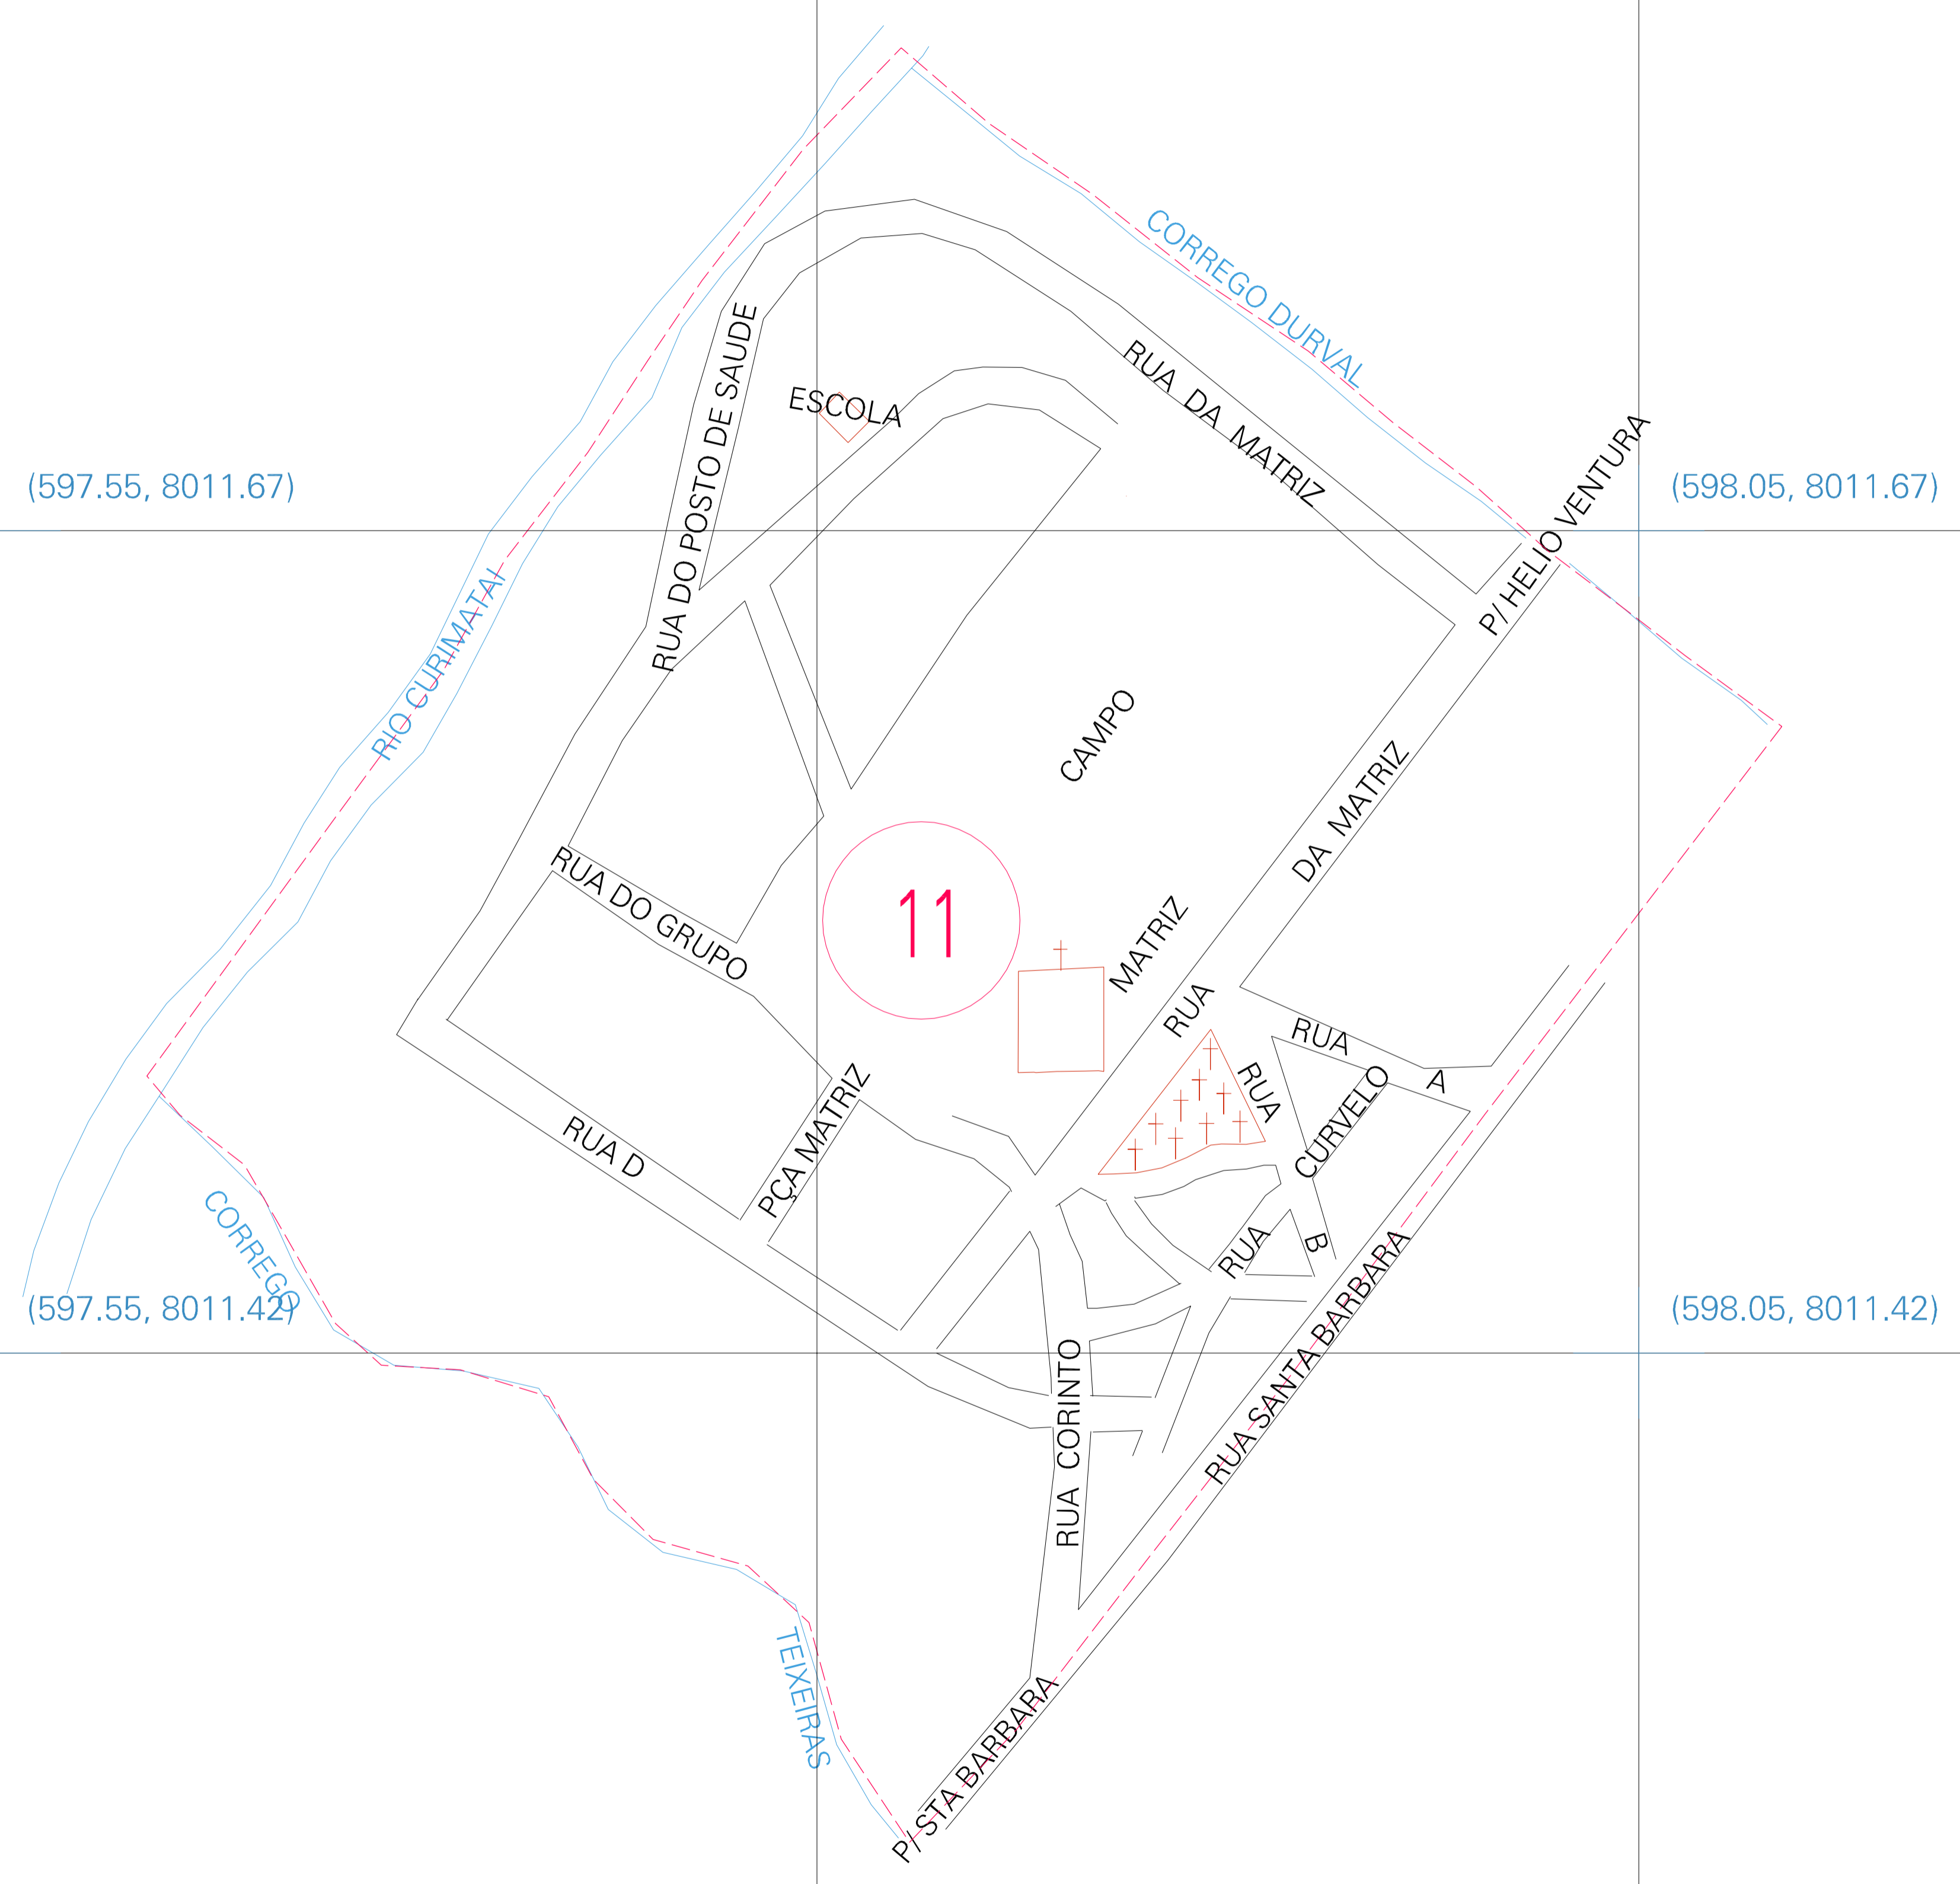 CORREGO DURVAL
RUA DO POSTO DE SAUDE
RUA DA MATRIZ
ESCOLA
P/ HELIO VENTURA
(597.55, 8011.67)
(598.05, 8011.67)
RIO CURIMATAI
CAMPO
DA MATRIZ
RUA DO GRUPO
11
MATRIZ
RUA
RUA
A
RUA
CURVELO
PÇA MATRIZ
RUA D
CORREGO
RUA
B
(597.55, 8011.42)
(598.05, 8011.42)
RUA CORINTO
RUA SANTA BARBARA
TEIXEIRAS
P/ STA BARBARA